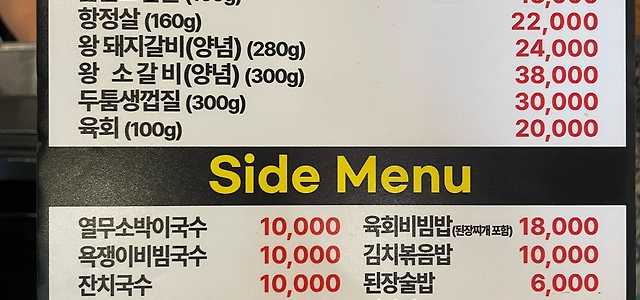 항정살 (160g) 22,000
왕 돼지갈비(양념) (280g) 24,000
왕 소갈비(양념) (300g) 38,000
두툼생껍질 (300g) 30,000
육회 (100g) 20,000
Side Menu
열무소박이국수 10,000 육회비빔밥(된장찌개 포함) 18,000
욕쟁이비빔국수 10,000 김치볶음밥 10,000
잔치국수 10,000 된장술밥 6,000